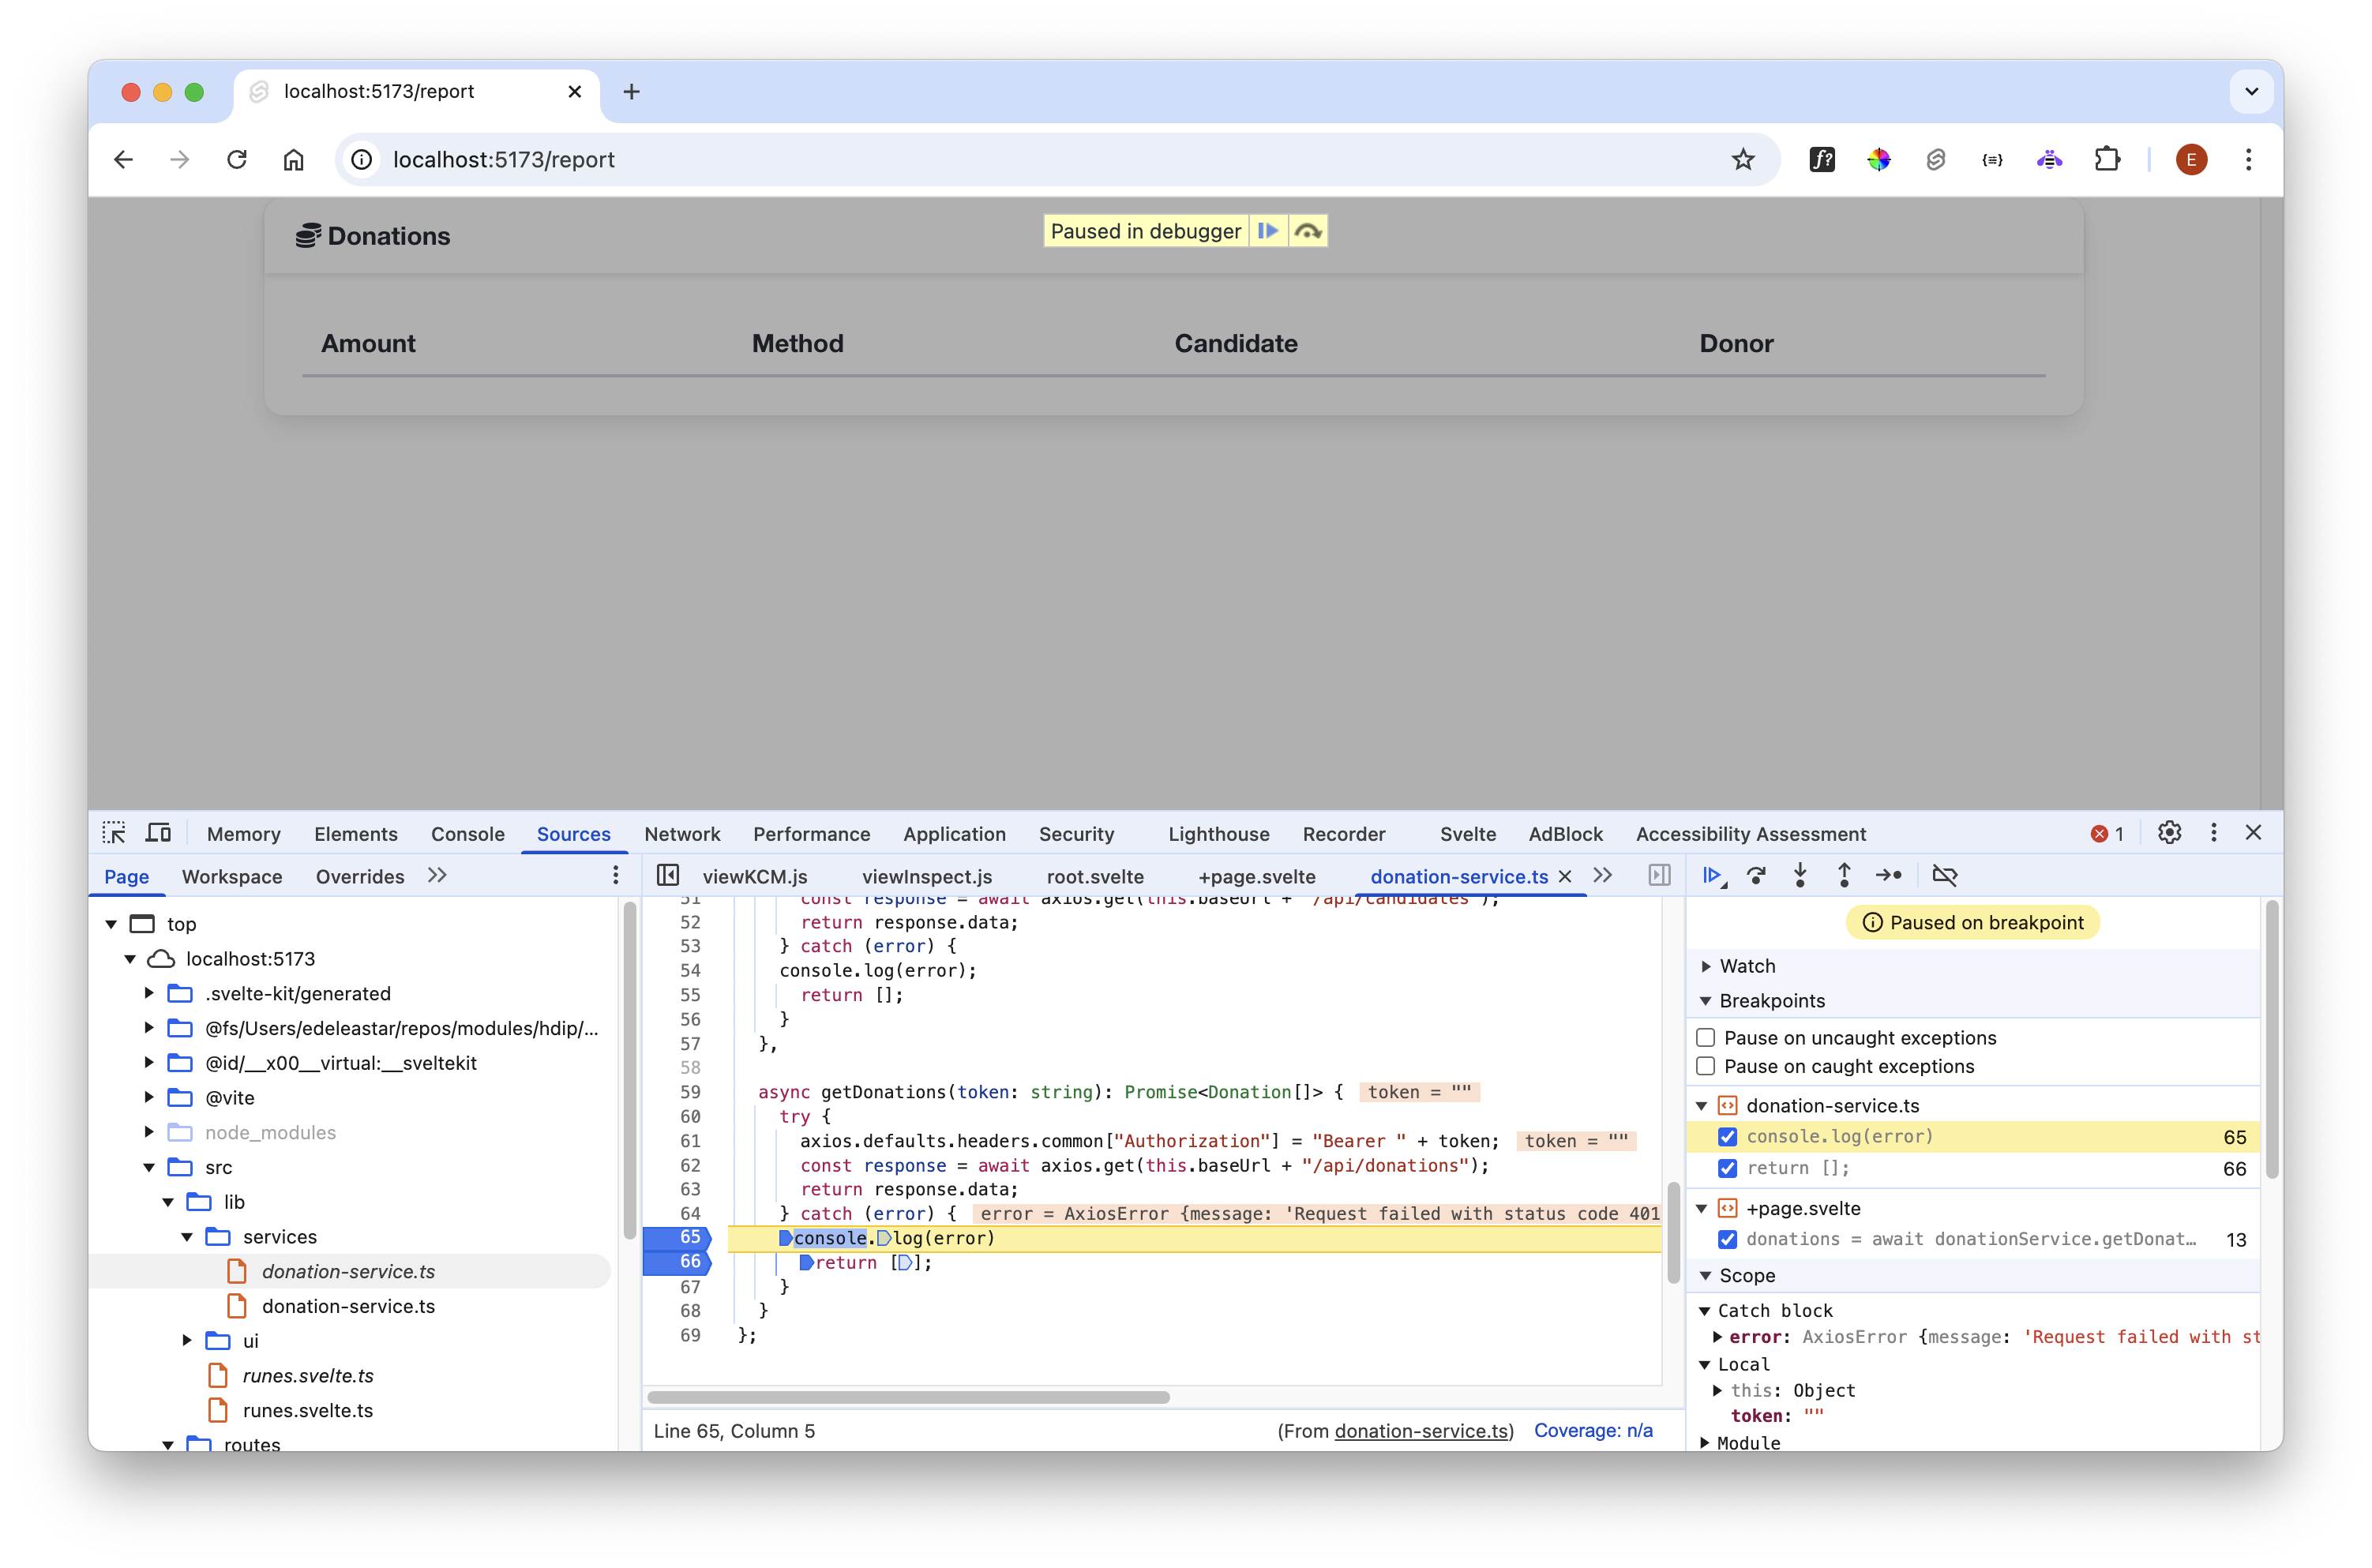 localhost:5173/report
localhost:5173/report
E
Donations
Paused in debugger
Amount Method Candidate Donor
Memory Elements Console Sources Network Performance Application Security Lighthouse Recorder Svelte AdBlock Accessibility Assessment 1
Page Workspace Overrides
viewKCM.js viewInspect.js root.svelte +page.svelte donation-service.ts
top
localhost:5173
.svelte-kit/generated
@fs/Users/edeleastar/repos/modules/hdip/...
@id/__x00__virtual:__sveltekit
@vite
node_modules
src
lib
services
donation-service.ts
donation-service.ts
ui
runes.svelte.ts
runes.svelte.ts
routes
51 const response = await axios.get(this.baseUrl + "/api/candidates");
52 return response.data;
53 } catch (error) {
54 console.log(error);
55 return [];
56 }
57 },
58
59 async getDonations(token: string): Promise<Donation[]> { token = ""
60 try {
61 axios.defaults.headers.common["Authorization"] = "Bearer " + token; token = ""
62 const response = await axios.get(this.baseUrl + "/api/donations");
63 return response.data;
64 } catch (error) { error = AxiosError {message: 'Request failed with status code 401
65 console.log(error)
66 return [];
67 }
68 }
69 };
Line 65, Column 5 (From donation-service.ts) Coverage: n/a
Paused on breakpoint
Watch
Breakpoints
Pause on uncaught exceptions
Pause on caught exceptions
donation-service.ts
console.log(error) 65
return []; 66
+page.svelte
donations = await donationService.getDonat... 13
Scope
Catch block
error: AxiosError {message: 'Request failed with st
Local
this: Object
token: ""
Module